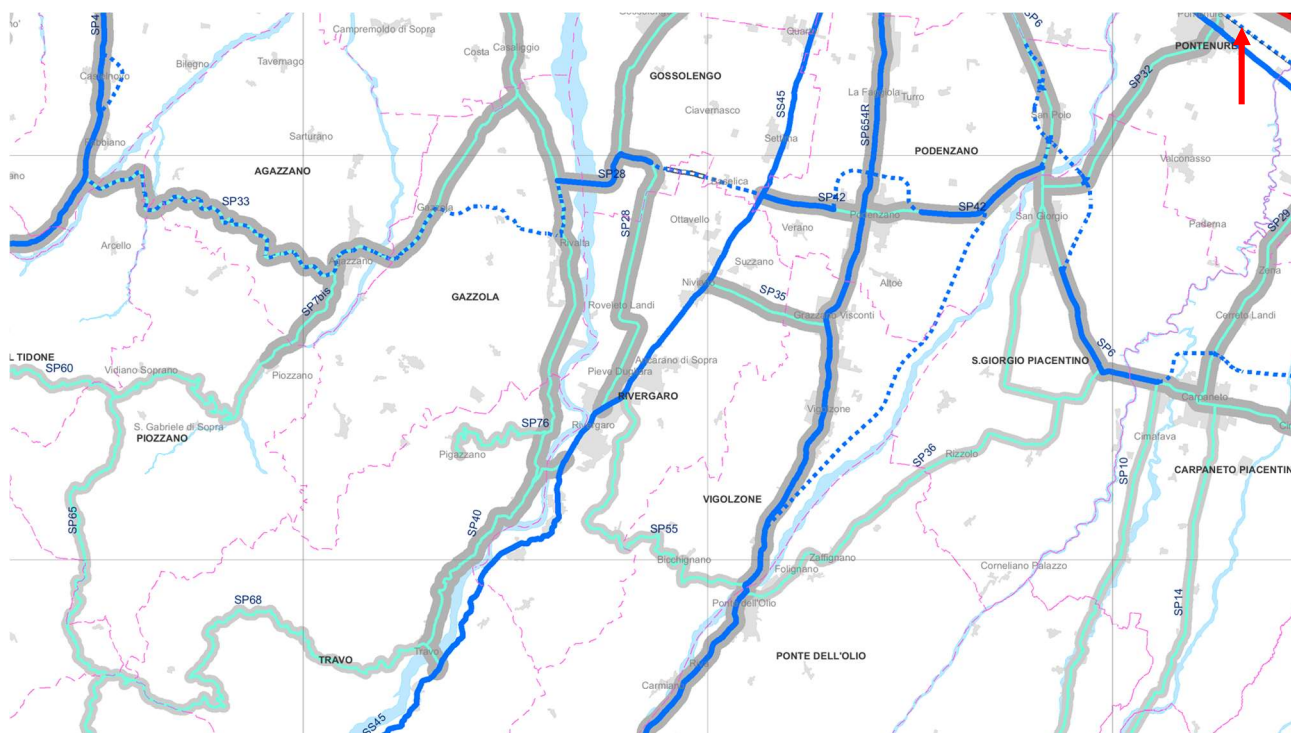 SP4
Campremoldo di Sopra
Costa
Casaliggio
Gossolengo
Quarto
SP6
Pontenure
PONTENURE
Bilegno
Tavernago
GOSSOLENGO
SS45
La Faggiola
Turro
SP32
Ciavernasco
SP654R
San Polo
Sarturano
Settima
PODENZANO
Valconasso
AGAZZANO
SP28
SP33
SP42
SP42
Gazzola
Ottavello
Podenzano
San Giorgio
Paderna
SP29
Arcello
SP28
Verano
Rivalta
Agazzano
Suzzano
Zena
SP7bis
GAZZOLA
Niviano
SP35
Altoè
Roveleto Landi
Grazzano Visconti
Cerreto Landi
SP6
L TIDONE
SP60
Vidiano Soprano
Piozzano
Ancarano di Sopra
Pieve Dugliara
S.GIORGIO PIACENTINO
RIVERGARO
Carpaneto
S. Gabriele di Sopra
PIOZZANO
SP76
Rivergaro
Vigolzone
Cimafava
Pigazzano
SP36
Rizzolo
SP10
CARPANETO PIACENTIN
VIGOLZONE
SP65
SP40
SP55
Bicchignano
Zaffignano
Folignano
Corneliano Palazzo
SP68
Ponte dell'Olio
SP14
TRAVO
Travo
PONTE DELL'OLIO
Carmiano
SS45